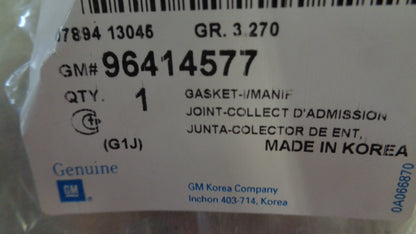 07894 13045 GR. 3.270
GM# 96414577
QTY. 1
GASKET-I/MANIF
JOINT-COLLECT D'ADMISSION
JUNTA-COLECTOR DE ENT,
MADE IN KOREA
(G1J)
Genuine
GM
GM Korea Company
Inchon 403-714, Korea
0A066870